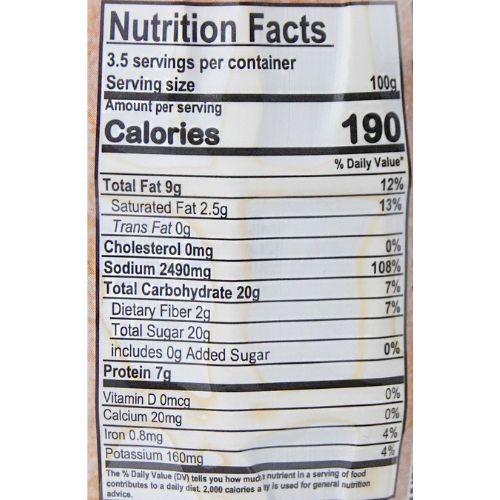 Nutrition Facts
3.5 servings per container
Serving size 100g
Amount per serving
Calories 190
% Daily Value*
Total Fat 9g 12%
Saturated Fat 2.5g 13%
Trans Fat 0g
Cholesterol 0mg 0%
Sodium 2490mg 108%
Total Carbohydrate 20g 7%
Dietary Fiber 2g 7%
Total Sugar 20g
includes 0g Added Sugar 0%
Protein 7g
Vitamin D 0mcg 0%
Calcium 20mg 0%
Iron 0.8mg 4%
Potassium 160mg 4%
The % Daily Value (DV) tells you how much nutrient in a serving of food
contributes to a daily diet. 2,000 calories is used for general nutrition
advice.